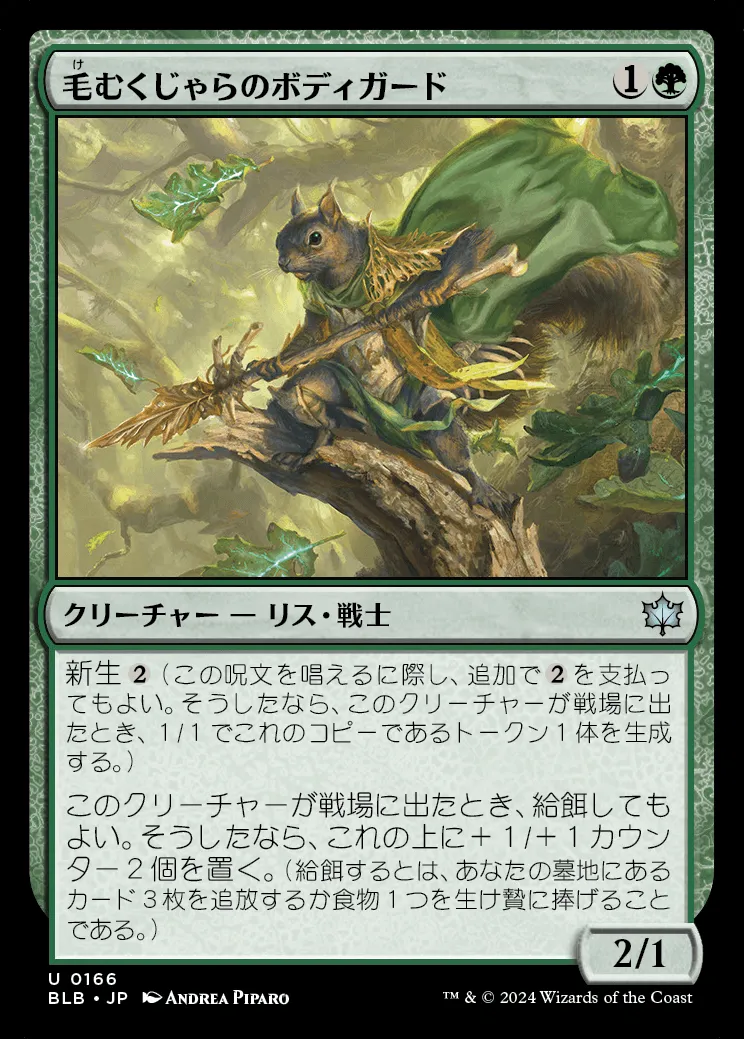 け
毛むくじゃらのボディガード
1
クリーチャー — リス・戦士
新生 2（この呪文を唱えるに際し、追加で 2 を支払っ
てもよい。そうしたなら、このクリーチャーが戦場に出
たとき、1/1でこれのコピーであるトークン1体を生成
する。）
このクリーチャーが戦場に出たとき、給餌しても
よい。そうしたなら、これの上に＋1/＋1カウン
ター2個を置く。（給餌するとは、あなたの墓地にある
カード3枚を追放するか食物1つを生け贄に捧げること
である。）
2/1
U 0166
BLB • JP Andrea Piparo
™ & © 2024 Wizards of the Coast